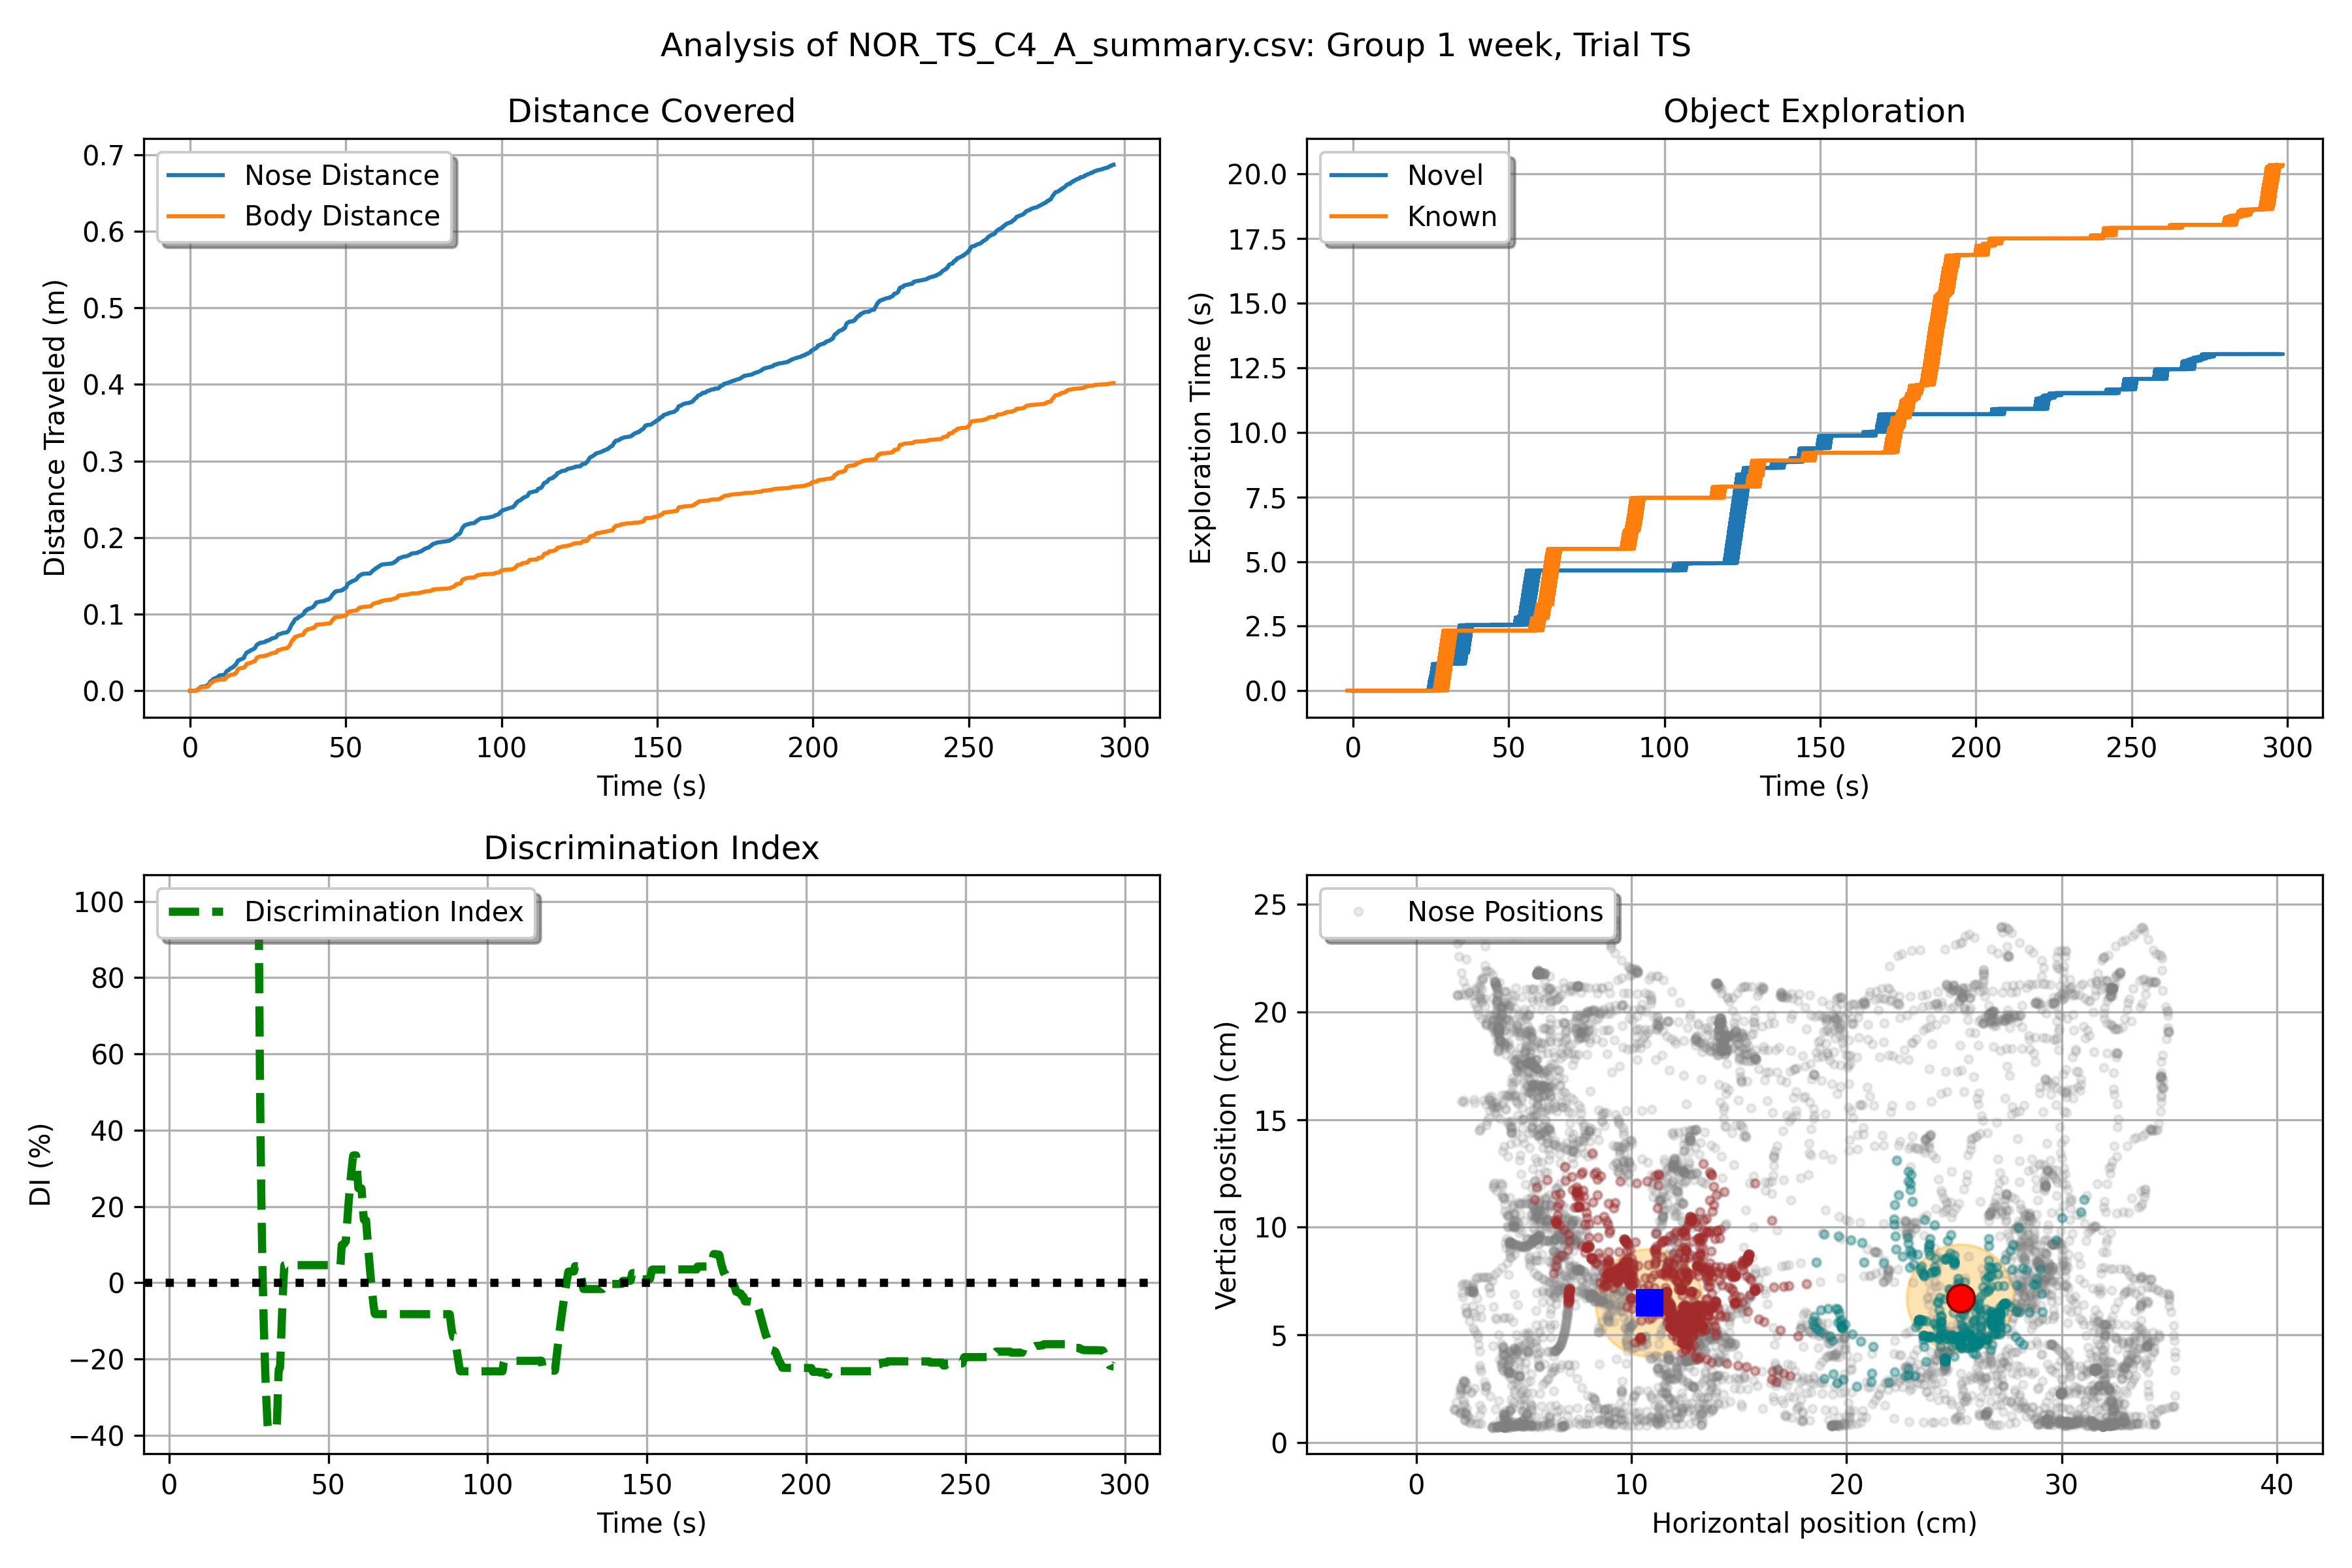 Analysis of NOR_TS_C4_A_summary.csv: Group 1 week, Trial TS
Distance Covered
Nose Distance
Body Distance
Distance Traveled (m)
0.7
0.6
0.5
0.4
0.3
0.2
0.1
0.0
0 50 100 150 200 250 300
Time (s)
Object Exploration
Novel
Known
Exploration Time (s)
20.0
17.5
15.0
12.5
10.0
7.5
5.0
2.5
0.0
0 50 100 150 200 250 300
Time (s)
Discrimination Index
Discrimination Index
DI (%)
100
80
60
40
20
0
−20
−40
0 50 100 150 200 250 300
Time (s)
Nose Positions
Vertical position (cm)
25
20
15
10
5
0
0 10 20 30 40
Horizontal position (cm)